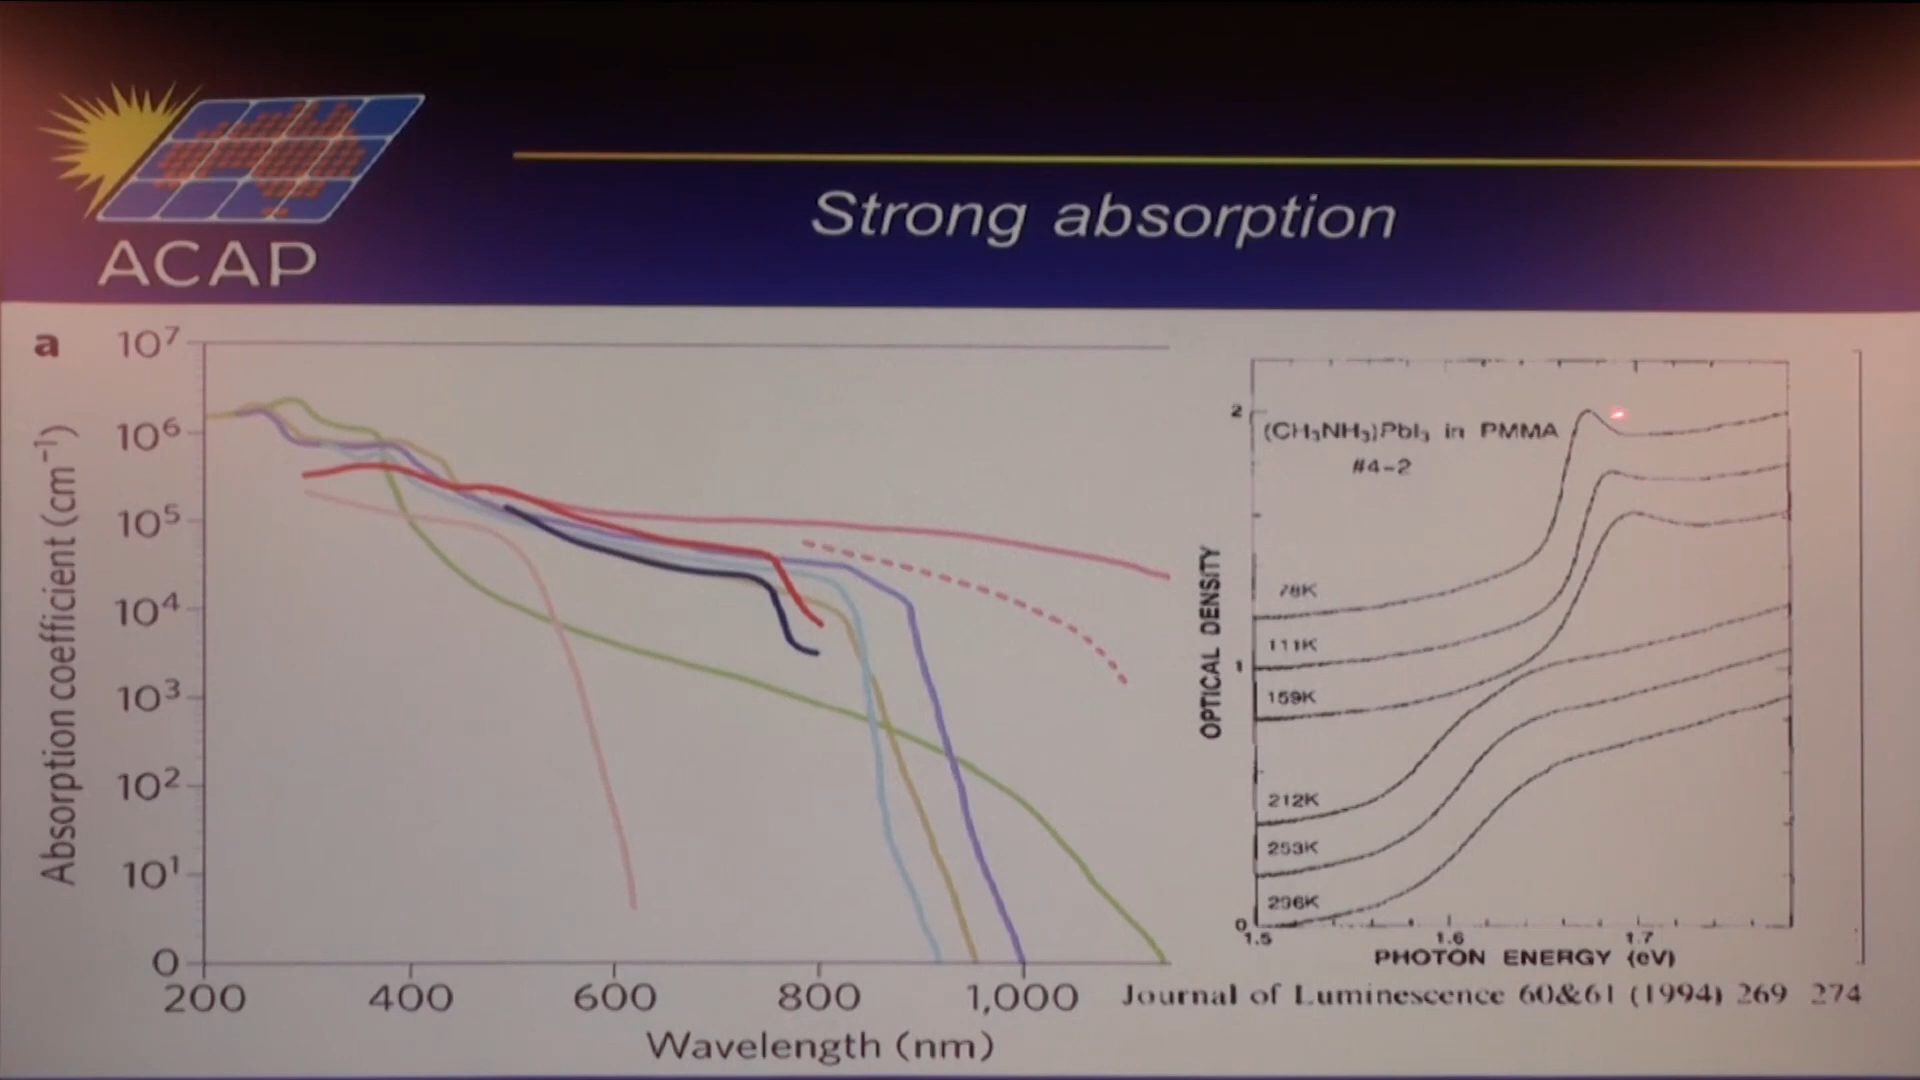 ACAP
Strong absorption
a
10⁷
10⁶
10⁵
10⁴
10³
10²
10¹
0
Absorption coefficient (cm⁻¹)
200 400 600 800 1,000
Wavelength (nm)
2
1
0
OPTICAL DENSITY
(CH₃NH₃)PbI₃ in PMMA
#4-2
78K
111K
159K
212K
253K
296K
1.5 1.6 1.7
PHOTON ENERGY (eV)
Journal of Luminescence 60&61 (1994) 269 274